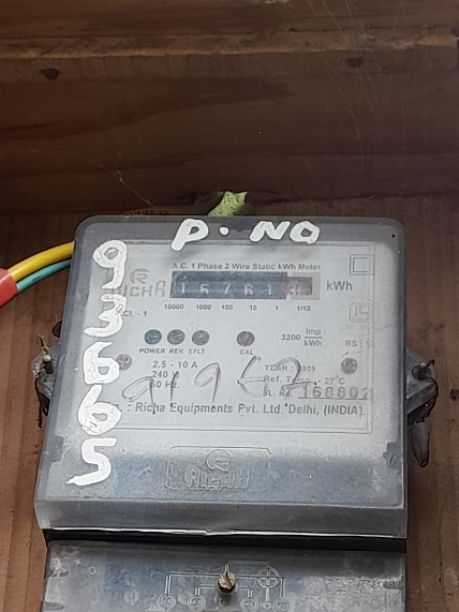 P. NO
93665
A.C. 1 Phase 2 Wire Static kWh Meter.
RICHA
kWh
10000 1000 100 10 1 1/10
CL - 1
3200 Imp/kWh
POWER REV. EFLT CAL
2.5 - 10 A
240 V
50 Hz.
Ref. Temp. 27°C
: Richa Equipments Pvt. Ltd. Delhi, (INDIA).
RICHA